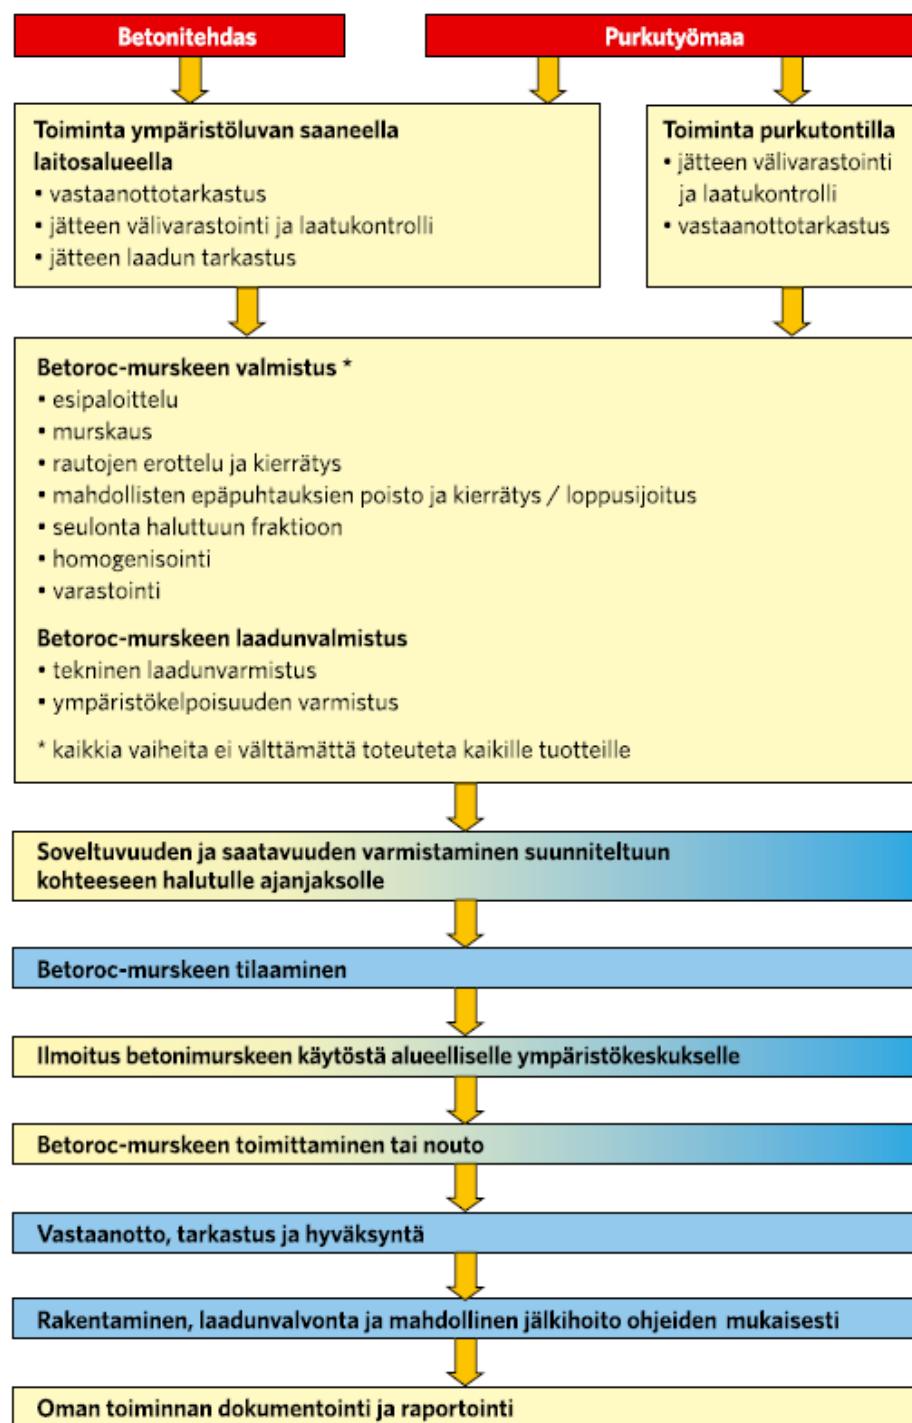 Betonitehdas
Purkutyömaa
Toiminta ympäristöluvan saaneella
laitosalueella
• vastaanottotarkastus
• jätteen välivarastointi ja laatukontrolli
• jätteen laadun tarkastus
Toiminta purkutontilla
• jätteen välivarastointi
ja laatukontrolli
• vastaanottotarkastus
Betoroc-murskeen valmistus *
• esipaloittelu
• murskaus
• rautojen erottelu ja kierrätys
• mahdollisten epäpuhtauksien poisto ja kierrätys / loppusijoitus
• seulonta haluttuun fraktioon
• homogenisointi
• varastointi
Betoroc-murskeen laadunvalmistus
• tekninen laadunvarmistus
• ympäristökelpoisuuden varmistus
* kaikkia vaiheita ei välttämättä toteuteta kaikille tuotteille
Soveltuvuuden ja saatavuuden varmistaminen suunniteltuun
kohteeseen halutulle ajanjaksolle
Betoroc-murskeen tilaaminen
Ilmoitus betonimurskeen käytöstä alueelliselle ympäristökeskukselle
Betoroc-murskeen toimittaminen tai nouto
Vastaanotto, tarkastus ja hyväksyntä
Rakentaminen, laadunvalvonta ja mahdollinen jälkihoito ohjeiden mukaisesti
Oman toiminnan dokumentointi ja raportointi